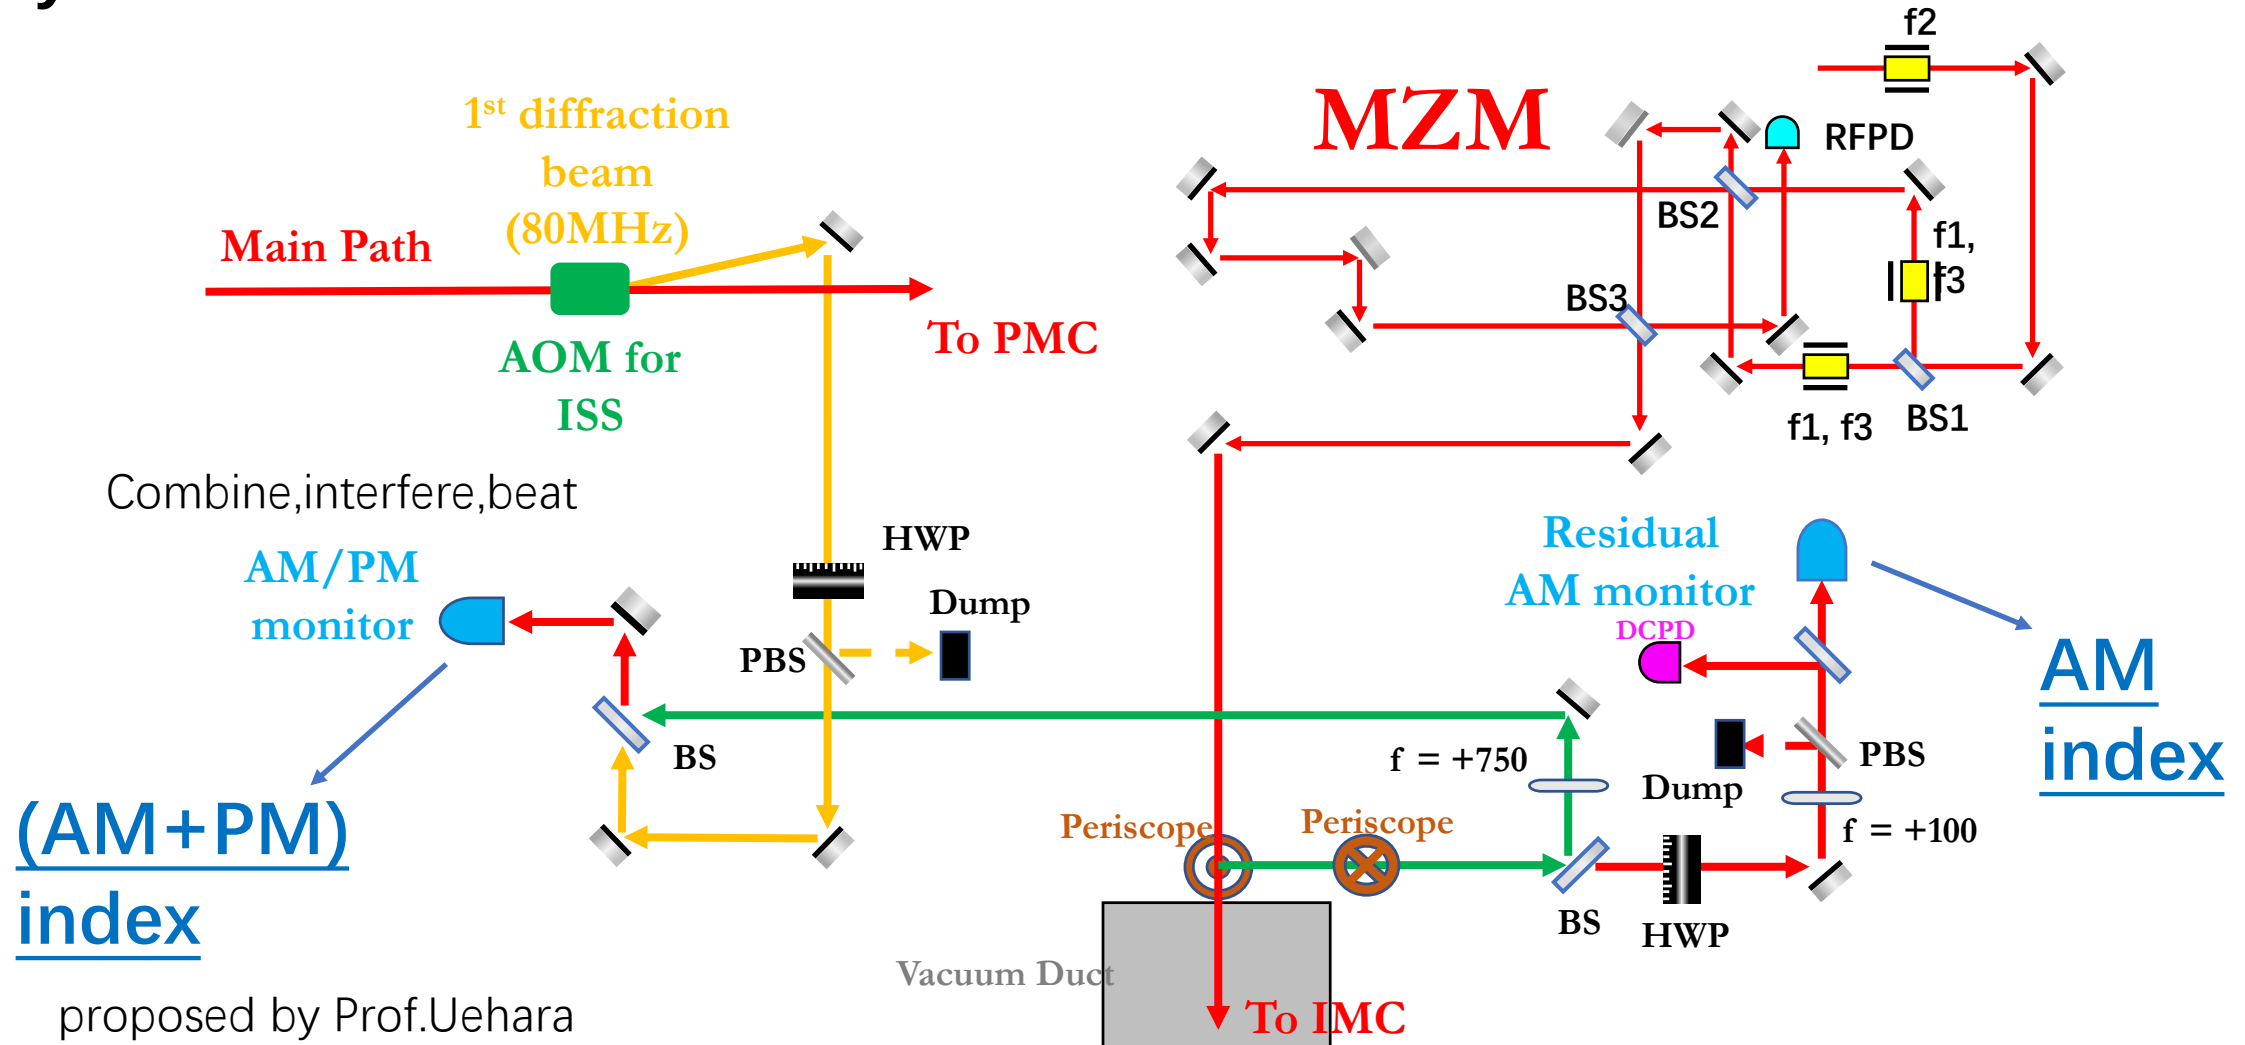 f2
MZM
RFPD
1st diffraction
beam
(80MHz)
Main Path
BS2
f1,
f3
BS3
To PMC
AOM for
ISS
f1, f3
BS1
Combine,interfere,beat
HWP
AM/PM
monitor
Dump
PBS
Residual
AM monitor
DCPD
AM
index
BS
f = +750
PBS
Dump
(AM+PM)
index
Periscope
Periscope
f = +100
BS
HWP
Vacuum Duct
To IMC
proposed by Prof.Uehara